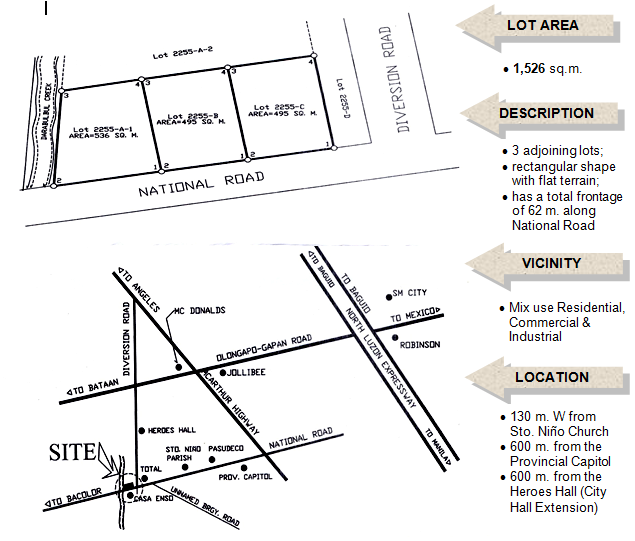 Lot 2255-A-2
DARABULBUL CREEK
3
4
3
4
3
4
Lot 2255-A-1
AREA=536 SQ. M.
Lot 2255-B
AREA=495 SQ. M.
Lot 2255-C
AREA=495 SQ. M.
Lot 2255-D
DIVERSION ROAD
2
1
2
1
2
1
NATIONAL ROAD
LOT AREA
• 1,526 sq.m.
DESCRIPTION
• 3 adjoining lots;
• rectangular shape
with flat terrain;
• has a total frontage
of 62 m. along
National Road
VICINITY
• Mix use Residential,
Commercial &
Industrial
LOCATION
• 130 m. W from
Sto. Niño Church
• 600 m. from the
Provincial Capitol
• 600 m. from the
Heroes Hall (City
Hall Extension)
TO ANGELES
DIVERSION ROAD
MC DONALDS
TO BAGUIO
TO BAGUIO
SM CITY
TO MEXICO
NORTH LUZON EXPRESSWAY
ROBINSON
OLONGAPO-GAPAN ROAD
JOLLIBEE
TO BATAAN
MCARTHUR HIGHWAY
TO MANILA
HEROES HALL
SITE
STO. NIÑO
PARISH
PASUDECO
NATIONAL ROAD
TOTAL
PROV. CAPITOL
CASA ENSO
TO BACOLOR
UNNAMED BRGY. ROAD